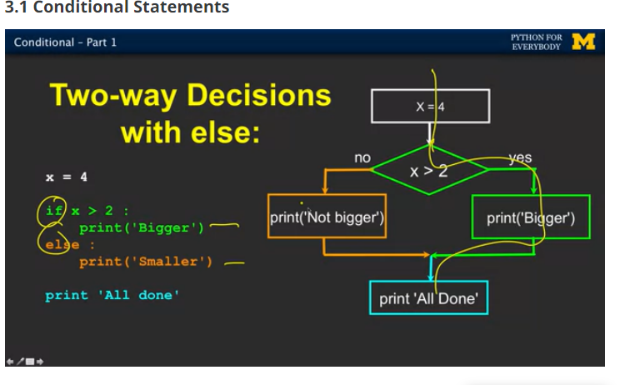 3.1 Conditional Statements
Conditional - Part 1
PYTHON FOR
EVERYBODY
M
Two-way Decisions
with else:
x = 4
if x > 2 :
print('Bigger')
else :
print('Smaller')
print 'All done'
X = 4
no
yes
x > 2
print('Not bigger')
print('Bigger')
print 'All Done'